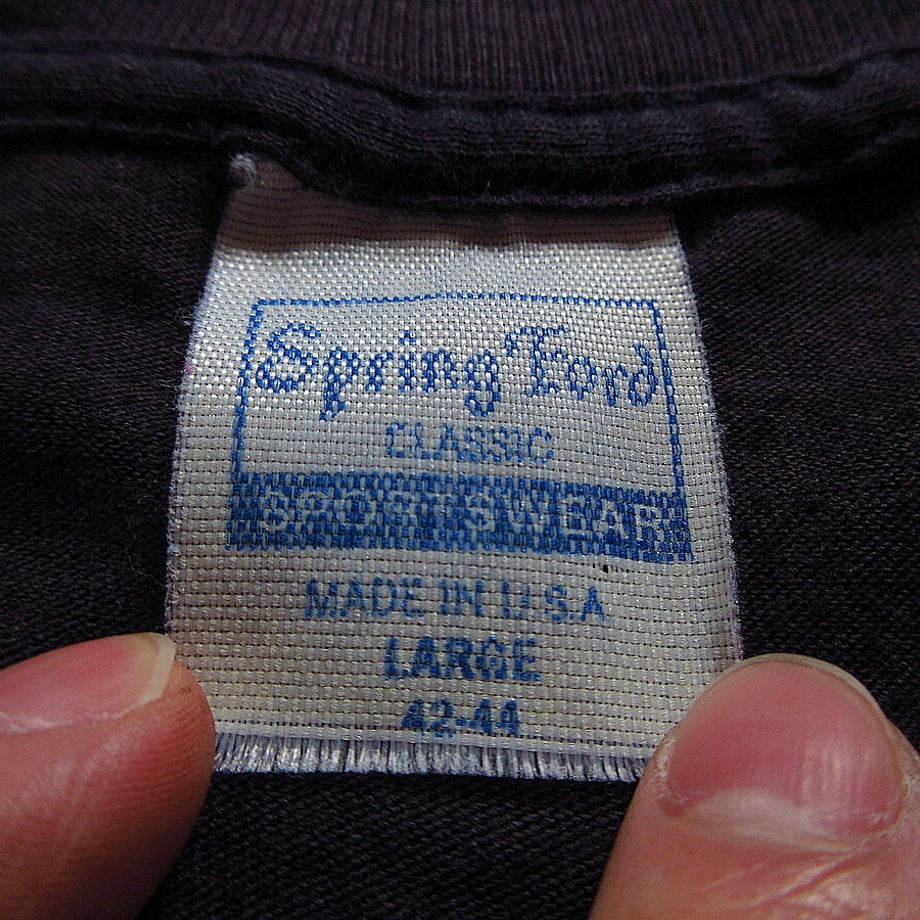 Spring Ford
CLASSIC
SPORTSWEAR
MADE IN U.S.A
LARGE
42-44